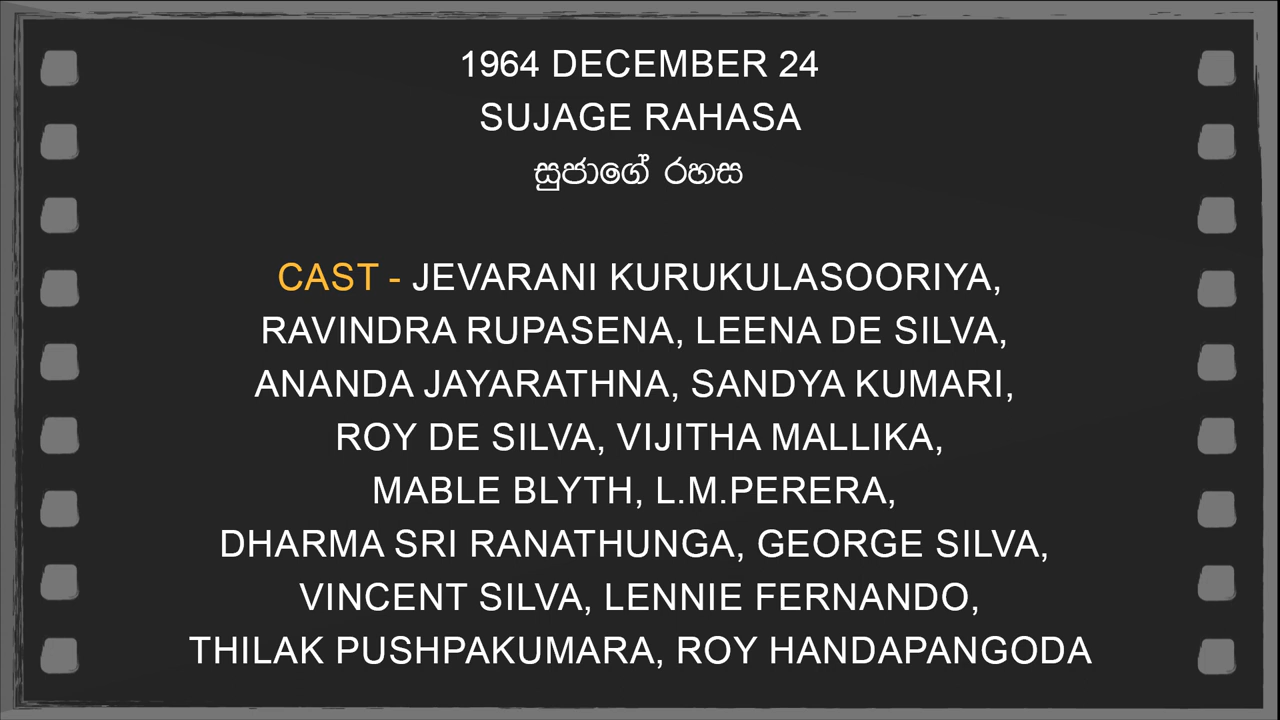 1964 DECEMBER 24
SUJAGE RAHASA
සුජාගේ රහස
CAST - JEVARANI KURUKULASOORIYA,
RAVINDRA RUPASENA, LEENA DE SILVA,
ANANDA JAYARATHNA, SANDYA KUMARI,
ROY DE SILVA, VIJITHA MALLIKA,
MABLE BLYTH, L.M.PERERA,
DHARMA SRI RANATHUNGA, GEORGE SILVA,
VINCENT SILVA, LENNIE FERNANDO,
THILAK PUSHPAKUMARA, ROY HANDAPANGODA